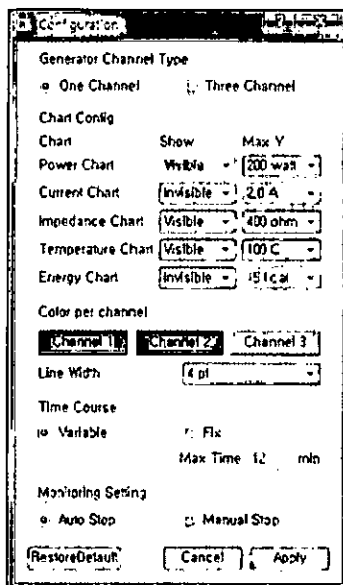 Configuration
Generator Channel Type
One Channel Three Channel
Chart Config
Chart Show Max Y
Power Chart Visible 200 watt
Current Chart Invisible 2.0 A
Impedance Chart Visible 400 ohm
Temperature Chart Visible 100 C
Energy Chart Invisible cal
Color per channel
Channel 1 Channel 2 Channel 3
Line Width 4 pt
Time Course
Variable Fix
Max Time 12 min
Monitoring Setting
Auto Stop Manual Stop
RestoreDefault Cancel Apply